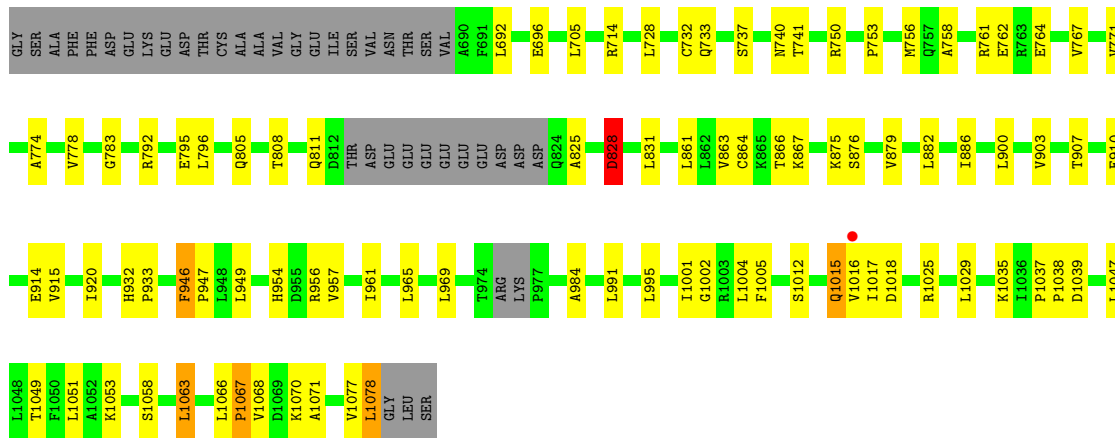 GLY SER ALA PHE PHE ASP GLU LYS GLU ASP THR CYS ALA ALA VAL GLY GLU ILE SER VAL ASN THR SER VAL A690 F691 L692 E696 L705 R714 L728 C732 Q733 S737 N740 T741 R750 P753 M756 Q757 A758 R761 E762 R763 E764 V767 V771
A774 V778 G783 R792 E795 L796 Q805 T808 Q811 D812 THR ASP GLU GLU GLU GLU GLU GLU ASP ASP ASP Q824 A825 D828 L831 L861 L862 V863 C864 K865 T866 K867 K875 S876 V879 L882 I886 L900 V903 T907
E914 V915 I920 H932 P933 F946 P947 L948 L949 H954 D955 R956 V957 I961 L965 L969 T974 ARG LYS P977 A984 L991 L995 I1001 G1002 R1003 L1004 F1005 S1012 Q1015 V1016 I1017 D1018 R1025 L1029 K1035 I1036 P1037 P1038 D1039 L1047
L1048 T1049 F1050 L1051 A1052 K1053 S1058 L1063 L1066 P1067 V1068 D1069 K1070 A1071 V1077 L1078 GLY LEU SER